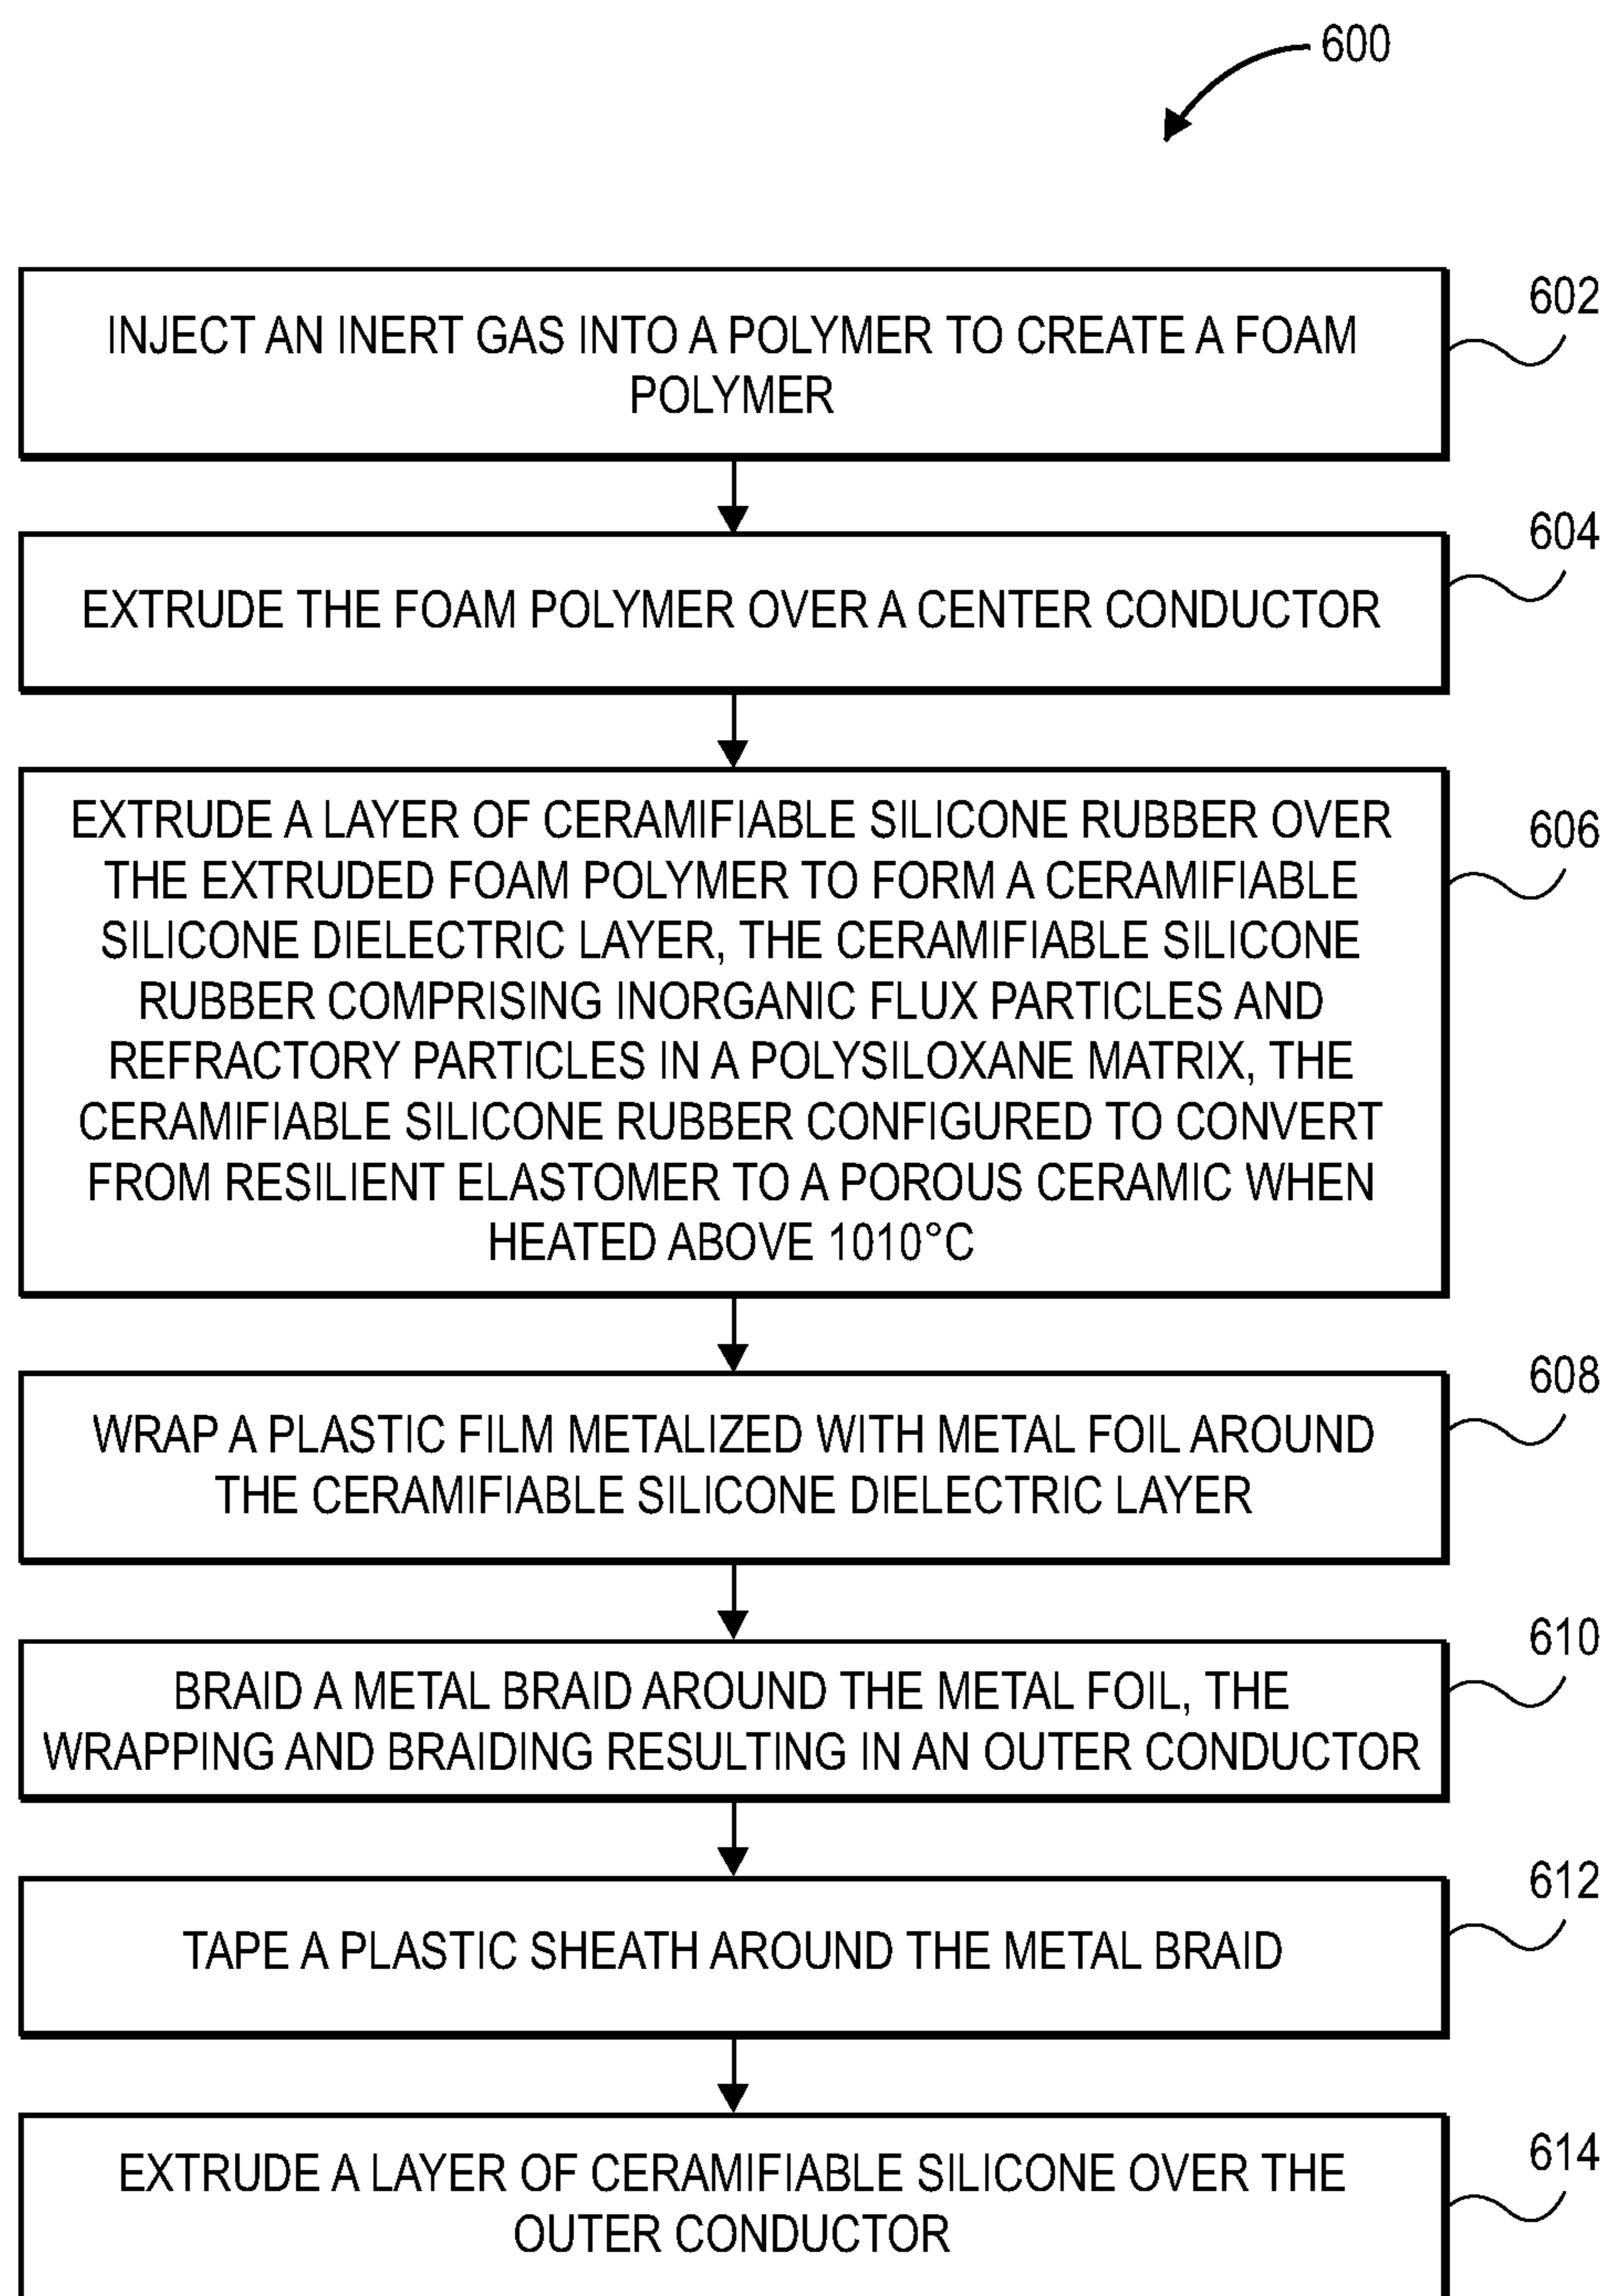 600
INJECT AN INERT GAS INTO A POLYMER TO CREATE A FOAM
POLYMER
602
EXTRUDE THE FOAM POLYMER OVER A CENTER CONDUCTOR
604
EXTRUDE A LAYER OF CERAMIFIABLE SILICONE RUBBER OVER
THE EXTRUDED FOAM POLYMER TO FORM A CERAMIFIABLE
SILICONE DIELECTRIC LAYER, THE CERAMIFIABLE SILICONE
RUBBER COMPRISING INORGANIC FLUX PARTICLES AND
REFRACTORY PARTICLES IN A POLYSILOXANE MATRIX, THE
CERAMIFIABLE SILICONE RUBBER CONFIGURED TO CONVERT
FROM RESILIENT ELASTOMER TO A POROUS CERAMIC WHEN
HEATED ABOVE 1010°C
606
WRAP A PLASTIC FILM METALIZED WITH METAL FOIL AROUND
THE CERAMIFIABLE SILICONE DIELECTRIC LAYER
608
BRAID A METAL BRAID AROUND THE METAL FOIL, THE
WRAPPING AND BRAIDING RESULTING IN AN OUTER CONDUCTOR
610
TAPE A PLASTIC SHEATH AROUND THE METAL BRAID
612
EXTRUDE A LAYER OF CERAMIFIABLE SILICONE OVER THE
OUTER CONDUCTOR
614